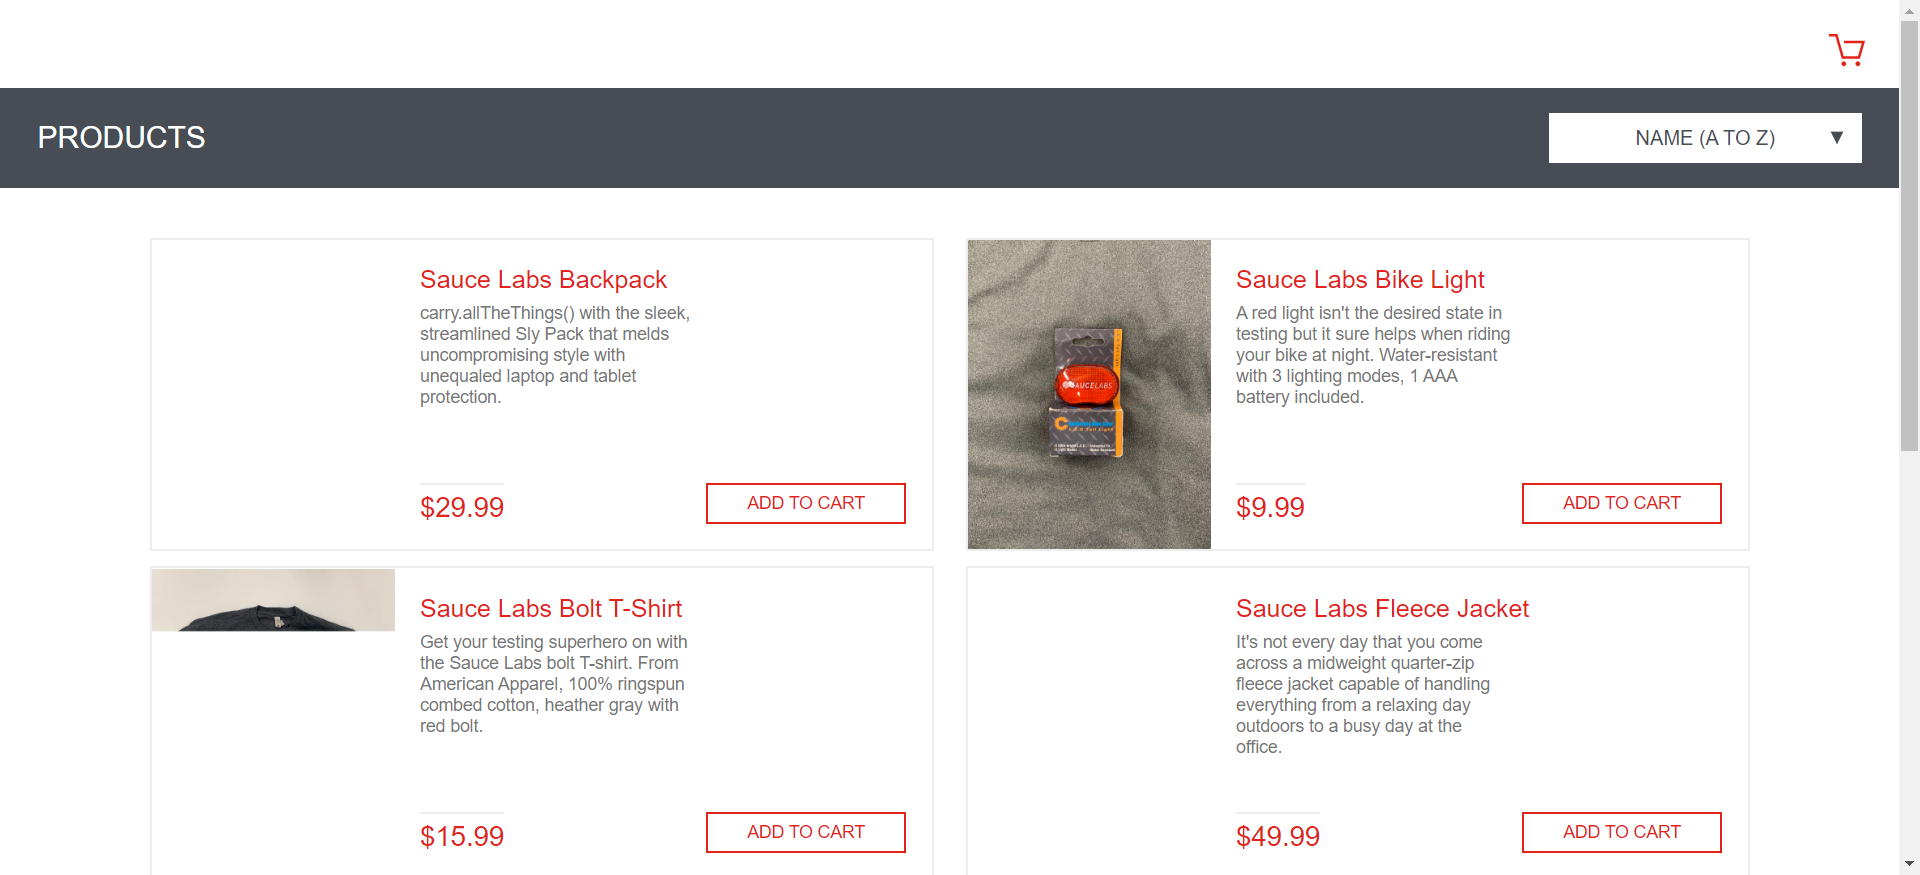 PRODUCTS
NAME (A TO Z)
Sauce Labs Backpack
carry.allTheThings() with the sleek,
streamlined Sly Pack that melds
uncompromising style with
unequaled laptop and tablet
protection.
$29.99
ADD TO CART
SAUCELABS
Sauce Labs Bike Light
A red light isn't the desired state in
testing but it sure helps when riding
your bike at night. Water-resistant
with 3 lighting modes, 1 AAA
battery included.
$9.99
ADD TO CART
Sauce Labs Bolt T-Shirt
Get your testing superhero on with
the Sauce Labs bolt T-shirt. From
American Apparel, 100% ringspun
combed cotton, heather gray with
red bolt.
$15.99
ADD TO CART
Sauce Labs Fleece Jacket
It's not every day that you come
across a midweight quarter-zip
fleece jacket capable of handling
everything from a relaxing day
outdoors to a busy day at the
office.
$49.99
ADD TO CART